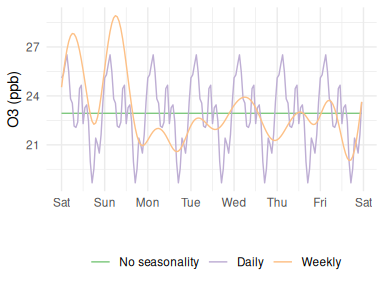 O3 (ppb)
27
24
21
Sat Sun Mon Tue Wed Thu Fri Sat
No seasonality Daily Weekly